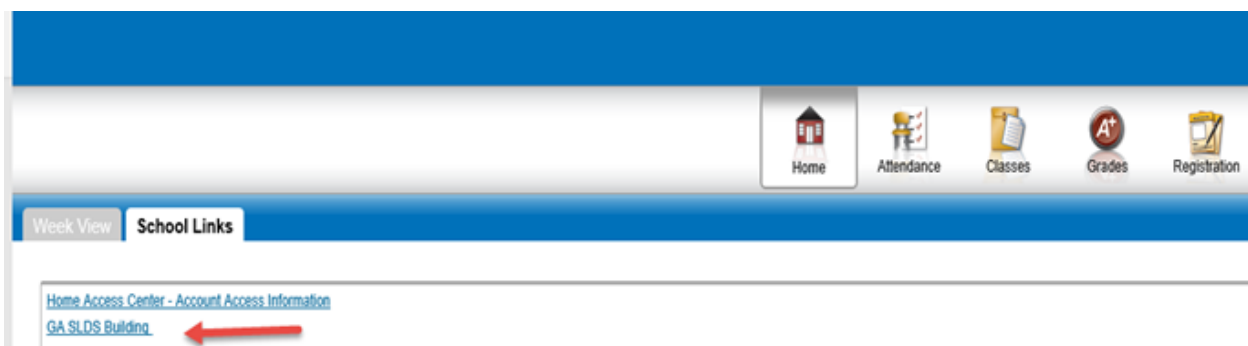 Home Attendance Classes A+ Grades Registration
Week View School Links
Home Access Center - Account Access Information
GA SLDS Building